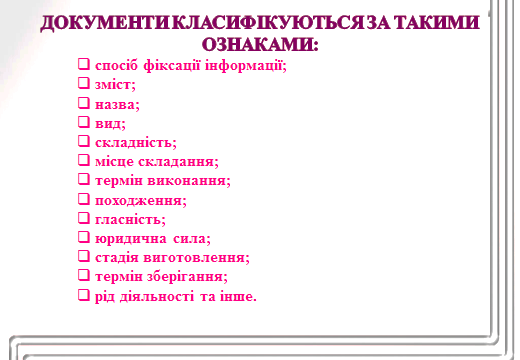 ДОКУМЕНТИ КЛАСИФІКУЮТЬСЯ ЗА ТАКИМИ
ОЗНАКАМИ:
❑ спосіб фіксації інформації;
❑ зміст;
❑ назва;
❑ вид;
❑ складність;
❑ місце складання;
❑ термін виконання;
❑ походження;
❑ гласність;
❑ юридична сила;
❑ стадія виготовлення;
❑ термін зберігання;
❑ рід діяльності та інше.